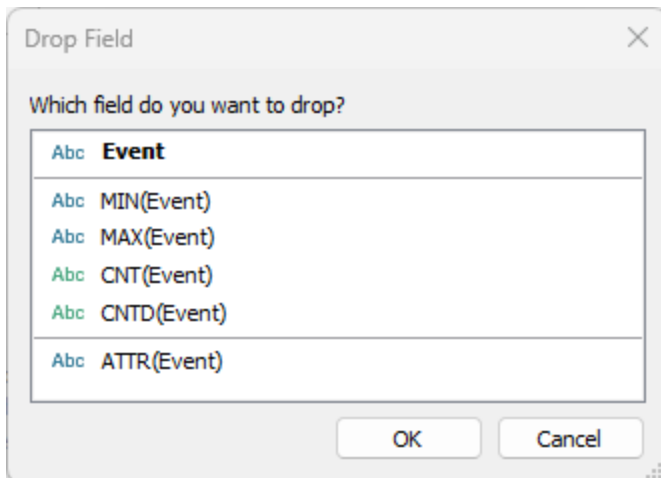 Drop Field
Which field do you want to drop?
Abc Event
Abc MIN(Event)
Abc MAX(Event)
Abc CNT(Event)
Abc CNTD(Event)
Abc ATTR(Event)
OK Cancel